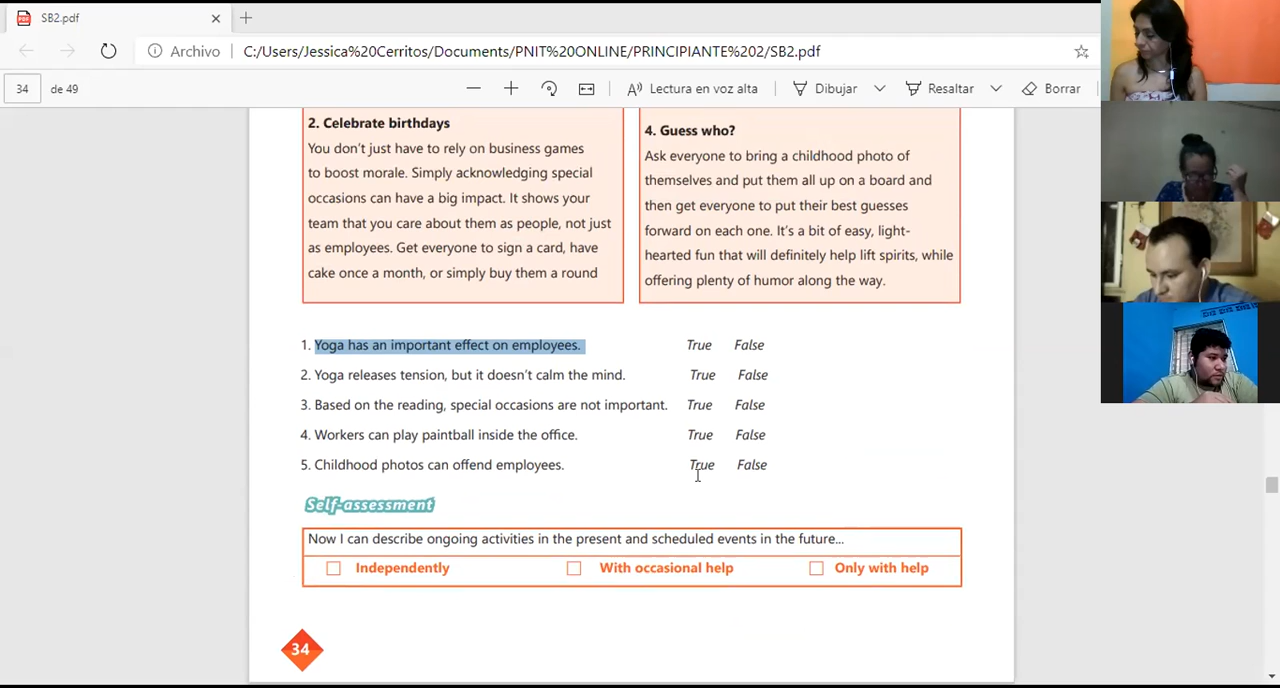 SB2.pdf
Archivo
C:/Users/Jessica%20Cerritos/Documents/PNIT%20ONLINE/PRINCIPIANTE%202/SB2.pdf
34 de 49
Lectura en voz alta
Dibujar
Resaltar
Borrar
2. Celebrate birthdays
You don't just have to rely on business games
to boost morale. Simply acknowledging special
occasions can have a big impact. It shows your
team that you care about them as people, not just
as employees. Get everyone to sign a card, have
cake once a month, or simply buy them a round
4. Guess who?
Ask everyone to bring a childhood photo of
themselves and put them all up on a board and
then get everyone to put their best guesses
forward on each one. It's a bit of easy, light-
hearted fun that will definitely help lift spirits, while
offering plenty of humor along the way.
1. Yoga has an important effect on employees. True False
2. Yoga releases tension, but it doesn't calm the mind. True False
3. Based on the reading, special occasions are not important. True False
4. Workers can play paintball inside the office. True False
5. Childhood photos can offend employees. True False
Self-assessment
Now I can describe ongoing activities in the present and scheduled events in the future...
Independently With occasional help Only with help
34